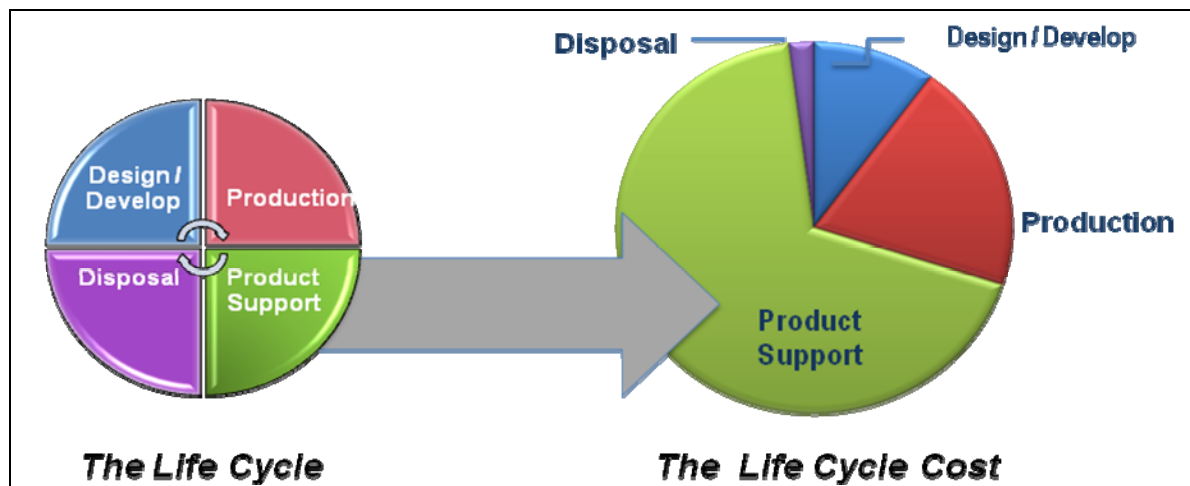 Design /
Develop
Production
Disposal
Product
Support
The Life Cycle
Disposal
Design / Develop
Production
Product
Support
The Life Cycle Cost